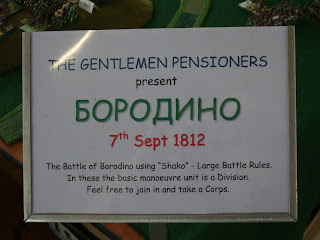 THE GENTLEMEN PENSIONERS
present
БОРОДИНО
7th Sept 1812
The Battle of Borodino using "Shako" - Large Battle Rules.
In these the basic manoeuvre unit is a Division.
Feel free to join in and take a Corps.